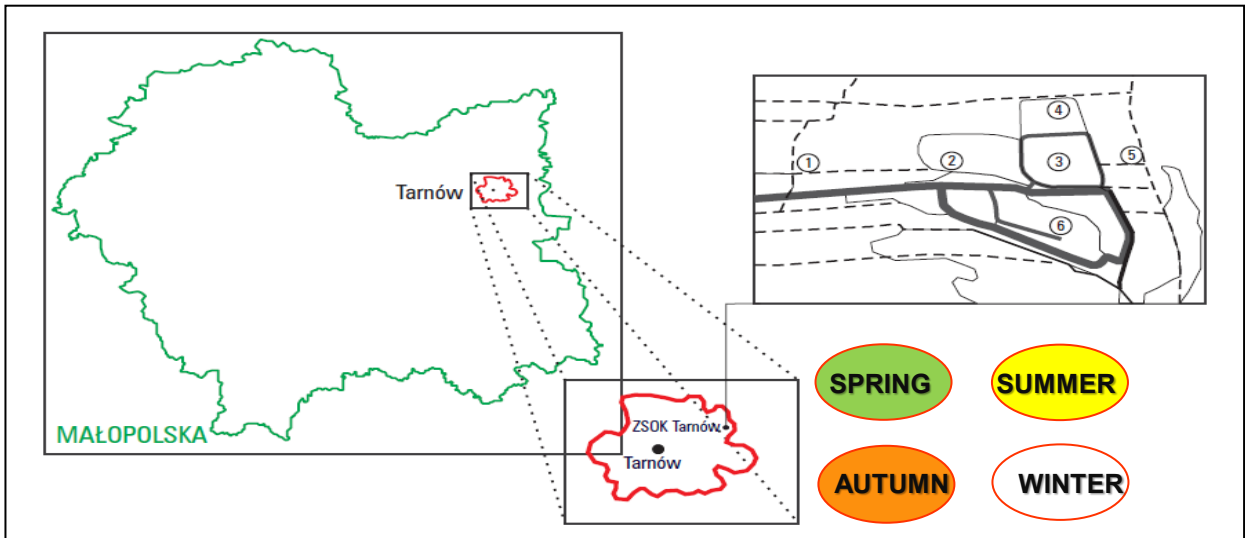 Tarnów
MAŁOPOLSKA
1
2
3
4
5
6
ZSOK Tarnów
Tarnów
SPRING
SUMMER
AUTUMN
WINTER